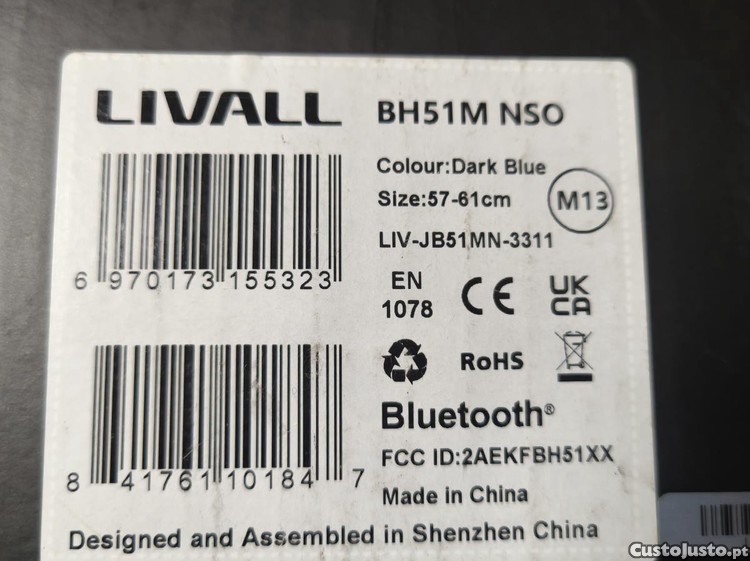 LIVALL
BH51M NSO
Colour:Dark Blue
Size:57-61cm
M13
LIV-JB51MN-3311
6 970173 155323
EN
1078
CE
UK
CA
RoHS
Bluetooth®
FCC ID:2AEKFBH51XX
8 41761 10184 7
Made in China
Designed and Assembled in Shenzhen China
CustoJusto.pt